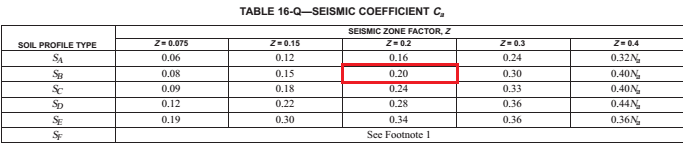 TABLE 16-Q—SEISMIC COEFFICIENT Ca
SEISMIC ZONE FACTOR, Z
SOIL PROFILE TYPE Z = 0.075 Z = 0.15 Z = 0.2 Z = 0.3 Z = 0.4
SA 0.06 0.12 0.16 0.24 0.32Na
SB 0.08 0.15 0.20 0.30 0.40Na
SC 0.09 0.18 0.24 0.33 0.40Na
SD 0.12 0.22 0.28 0.36 0.44Na
SE 0.19 0.30 0.34 0.36 0.36Na
SF See Footnote 1